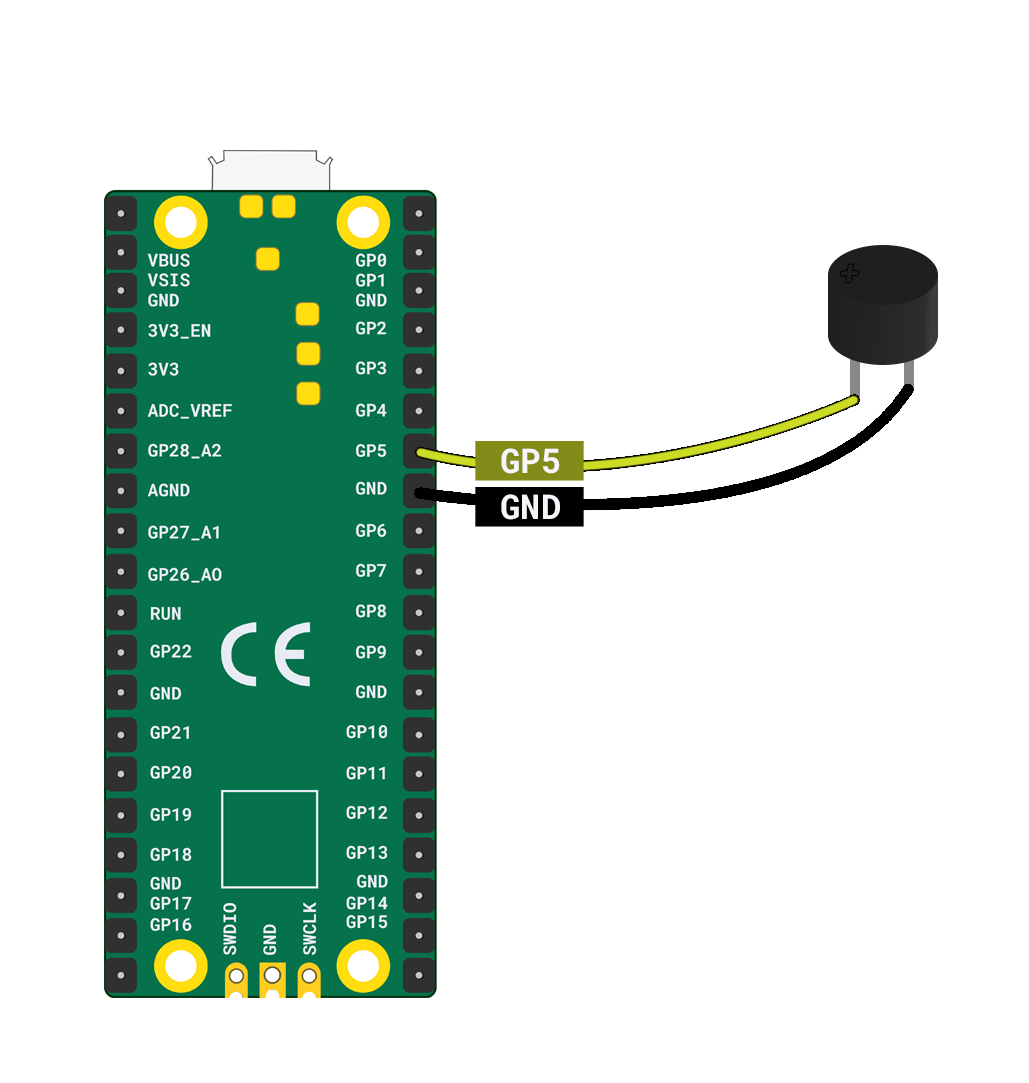 VBUS
VSIS
GND
3V3_EN
3V3
ADC_VREF
GP28_A2
AGND
GP27_A1
GP26_AO
RUN
GP22
GND
GP21
GP20
GP19
GP18
GND
GP17
GP16
GP0
GP1
GND
GP2
GP3
GP4
GP5
GND
GP6
GP7
GP8
GP9
GND
GP10
GP11
GP12
GP13
GND
GP14
GP15
CE
SWDIO
GND
SWCLK
GP5
GND
+